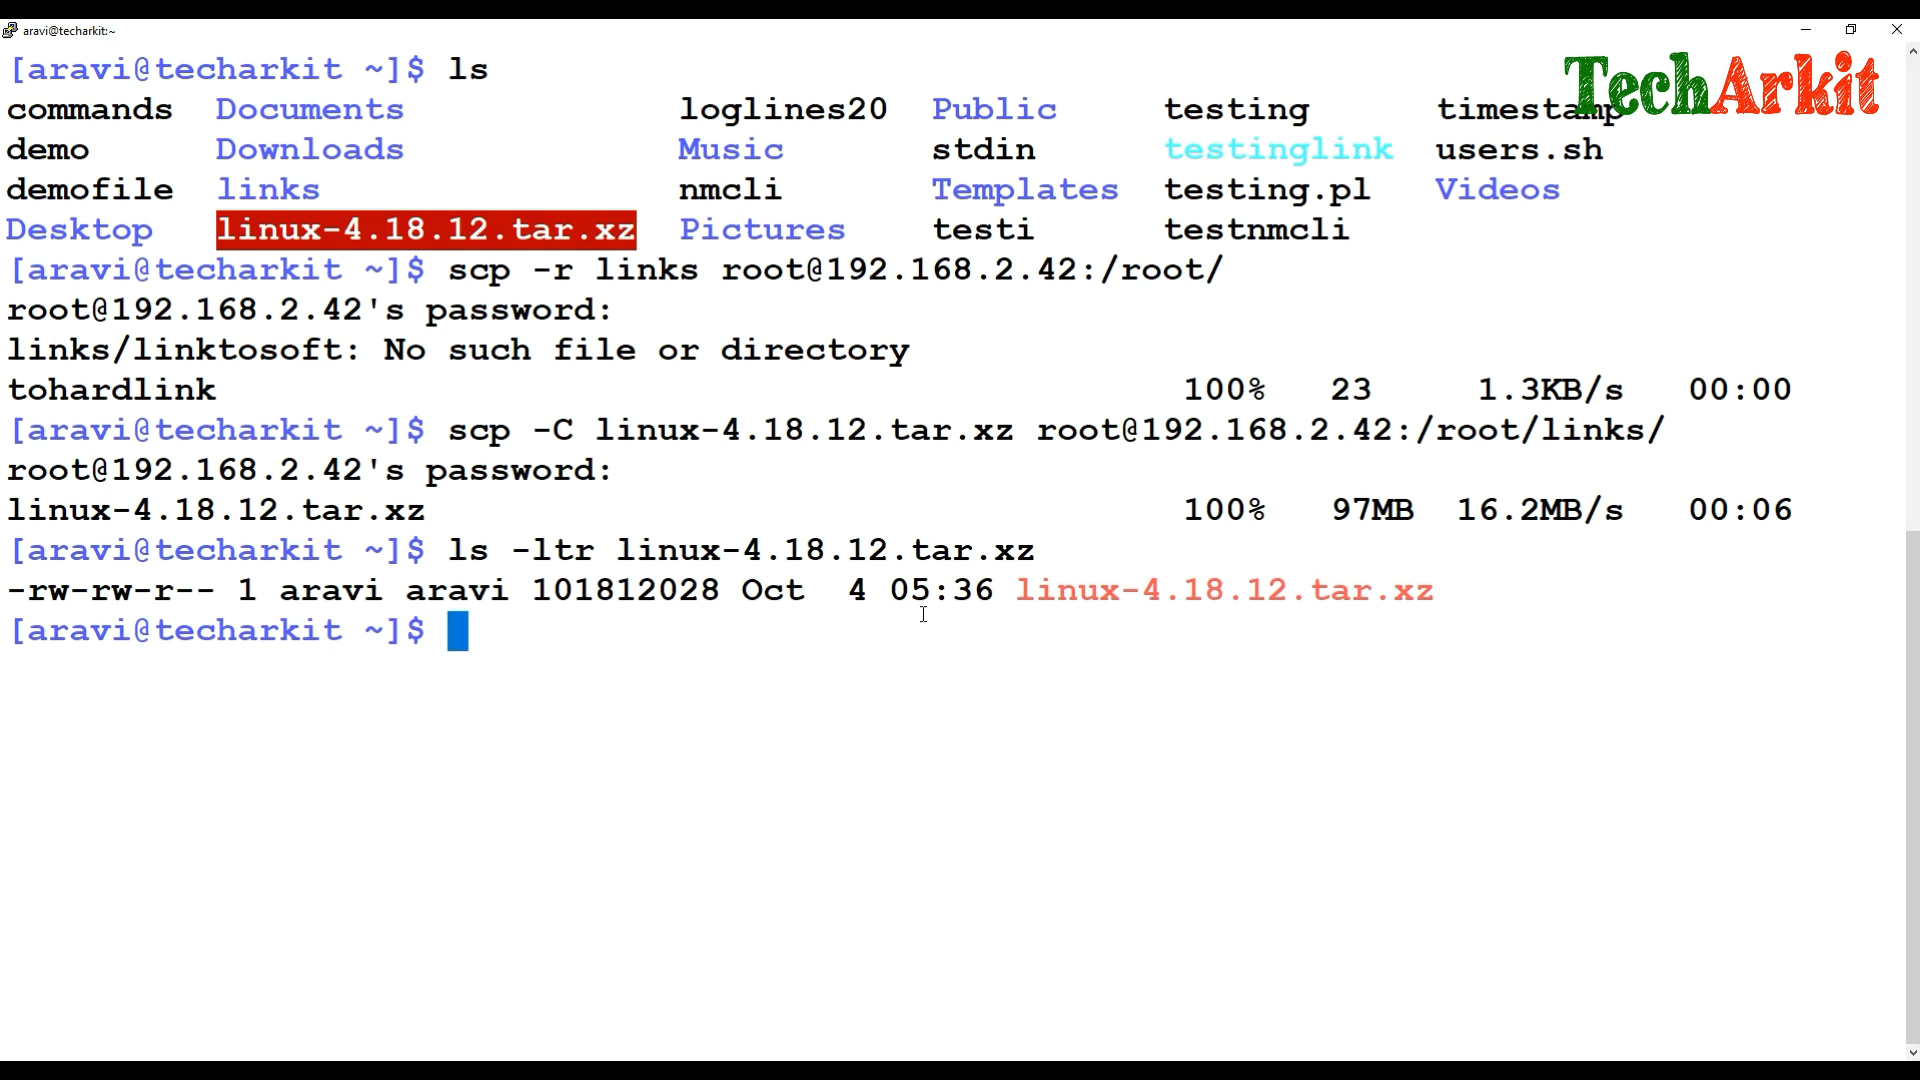 aravi@techarkit:~
TechArkit
[aravi@techarkit ~]$ ls
commands Documents loglines20 Public testing timestamp
demo Downloads Music stdin testinglink users.sh
demofile links nmcli Templates testing.pl Videos
Desktop linux-4.18.12.tar.xz Pictures testi testnmcli
[aravi@techarkit ~]$ scp -r links root@192.168.2.42:/root/
root@192.168.2.42's password:
links/linktosoft: No such file or directory
tohardlink 100% 23 1.3KB/s 00:00
[aravi@techarkit ~]$ scp -C linux-4.18.12.tar.xz root@192.168.2.42:/root/links/
root@192.168.2.42's password:
linux-4.18.12.tar.xz 100% 97MB 16.2MB/s 00:06
[aravi@techarkit ~]$ ls -ltr linux-4.18.12.tar.xz
-rw-rw-r-- 1 aravi aravi 101812028 Oct  4 05:36 linux-4.18.12.tar.xz
[aravi@techarkit ~]$